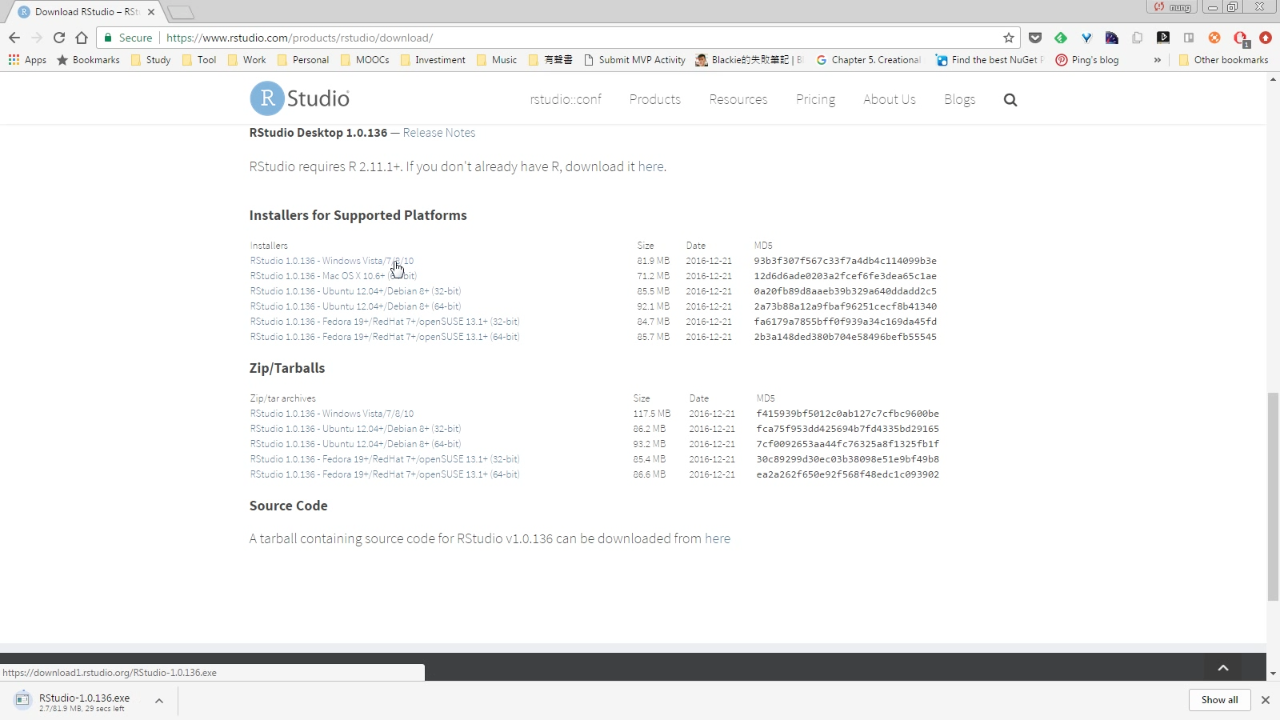 Download RStudio – RSt
nung
Secure https://www.rstudio.com/products/rstudio/download/
Apps Bookmarks Study Tool Work Personal MOOCs Investiment Music 有聲書 Submit MVP Activity Blackie的失敗筆記 | Bl Chapter 5. Creational Find the best NuGet P Ping's blog » Other bookmarks
R Studio rstudio::conf Products Resources Pricing About Us Blogs
RStudio Desktop 1.0.136 — Release Notes
RStudio requires R 2.11.1+. If you don't already have R, download it here.
Installers for Supported Platforms
Installers Size Date MD5
RStudio 1.0.136 - Windows Vista/7/8/10 81.9 MB 2016-12-21 93b3f307f567c33f7a4db4c114099b3e
RStudio 1.0.136 - Mac OS X 10.6+ (64-bit) 71.2 MB 2016-12-21 12d6d6ade0203a2fcef6fe3dea65c1ae
RStudio 1.0.136 - Ubuntu 12.04+/Debian 8+ (32-bit) 85.5 MB 2016-12-21 0a20fb89d8aaeb39b329a640ddadd2c5
RStudio 1.0.136 - Ubuntu 12.04+/Debian 8+ (64-bit) 92.1 MB 2016-12-21 2a73b88a12a9fbaf96251cecf8b41340
RStudio 1.0.136 - Fedora 19+/RedHat 7+/openSUSE 13.1+ (32-bit) 84.7 MB 2016-12-21 fa6179a7855bff0f939a34c169da45fd
RStudio 1.0.136 - Fedora 19+/RedHat 7+/openSUSE 13.1+ (64-bit) 85.7 MB 2016-12-21 2b3a148ded380b704e58496befb55545
Zip/Tarballs
Zip/tar archives Size Date MD5
RStudio 1.0.136 - Windows Vista/7/8/10 117.5 MB 2016-12-21 f415939bf5012c0ab127c7cfbc9600be
RStudio 1.0.136 - Ubuntu 12.04+/Debian 8+ (32-bit) 86.2 MB 2016-12-21 fca75f953dd425694b7fd4335bd29165
RStudio 1.0.136 - Ubuntu 12.04+/Debian 8+ (64-bit) 93.2 MB 2016-12-21 7cf0092653aa44fc76325a8f1325fb1f
RStudio 1.0.136 - Fedora 19+/RedHat 7+/openSUSE 13.1+ (32-bit) 85.4 MB 2016-12-21 30c89299d30ec03b38098e51e9bf49b8
RStudio 1.0.136 - Fedora 19+/RedHat 7+/openSUSE 13.1+ (64-bit) 86.6 MB 2016-12-21 ea2a262f650e92f568f48edc1c093902
Source Code
A tarball containing source code for RStudio v1.0.136 can be downloaded from here
https://download1.rstudio.org/RStudio-1.0.136.exe
RStudio-1.0.136.exe
2.7/81.9 MB, 29 secs left
Show all